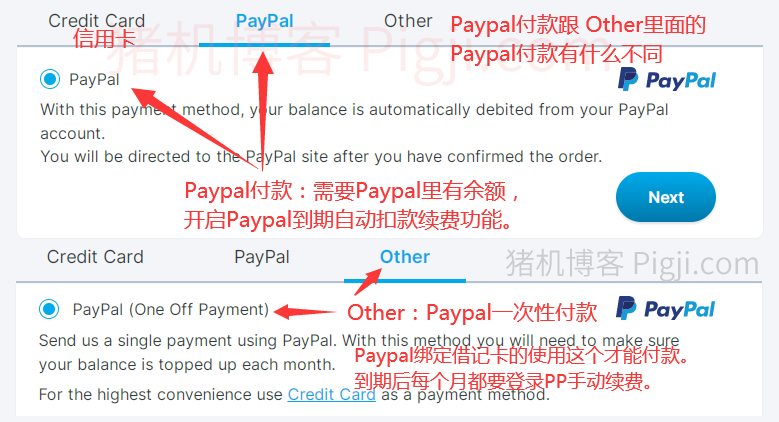 Credit Card PayPal Other
信用卡
猪机博客 Pigji.com
Paypal付款跟 Other里面的
Paypal付款有什么不同
PayPal
PayPal
With this payment method, your balance is automatically debited from your PayPal
account.
You will be directed to the PayPal site after you have confirmed the order.
Paypal付款：需要Paypal里有余额，
开启Paypal到期自动扣款续费功能。
Next
Credit Card PayPal Other
猪机博客 Pigji.com
PayPal (One Off Payment)
Other：Paypal一次性付款
PayPal
Send us a single payment using PayPal. With this method you will need to make sure
your balance is topped up each month.
Paypal绑定借记卡的使用这个才能付款。
到期后每个月都要登录PP手动续费。
For the highest convenience use Credit Card as a payment method.